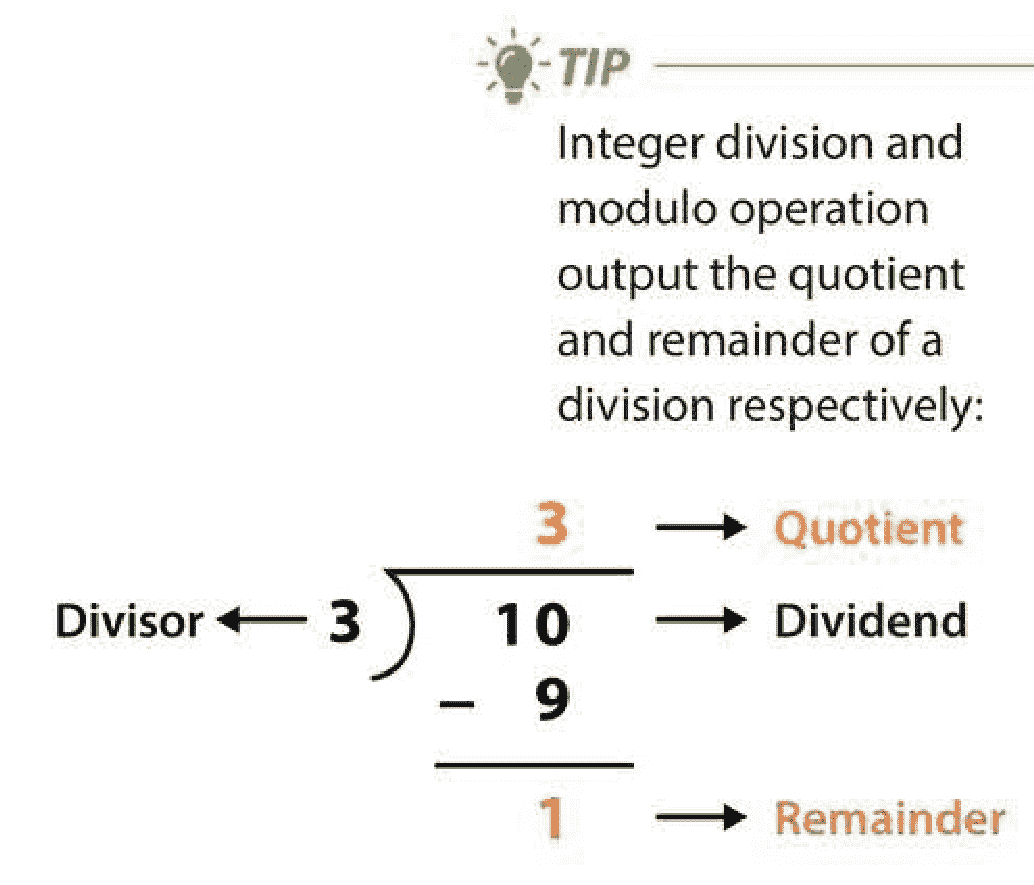 TIP
Integer division and
modulo operation
output the quotient
and remainder of a
division respectively:
3 Quotient
Divisor 3 10 Dividend
– 9
1 Remainder